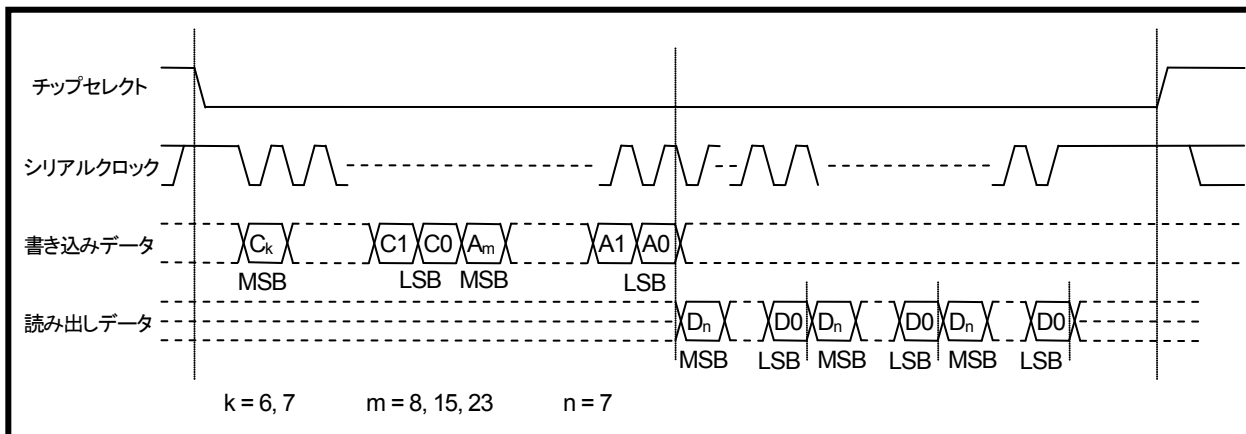 チップセレクト
シリアルクロック
書き込みデータ
Ck C1 C0 Am A1 A0
MSB LSB MSB LSB
読み出しデータ
Dn D0 Dn D0 Dn D0
MSB LSB MSB LSB MSB LSB
k = 6, 7 m = 8, 15, 23 n = 7